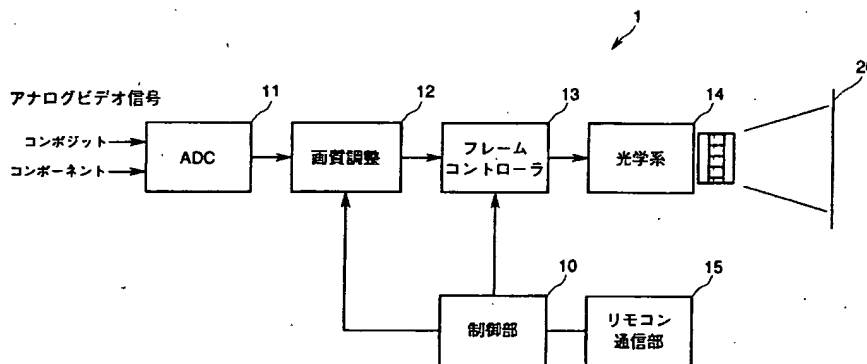 1
アナログビデオ信号
コンポジット
コンポーネント
11
ADC
12
画質調整
13
フレーム
コントローラ
14
光学系
20
10
制御部
15
リモコン
通信部